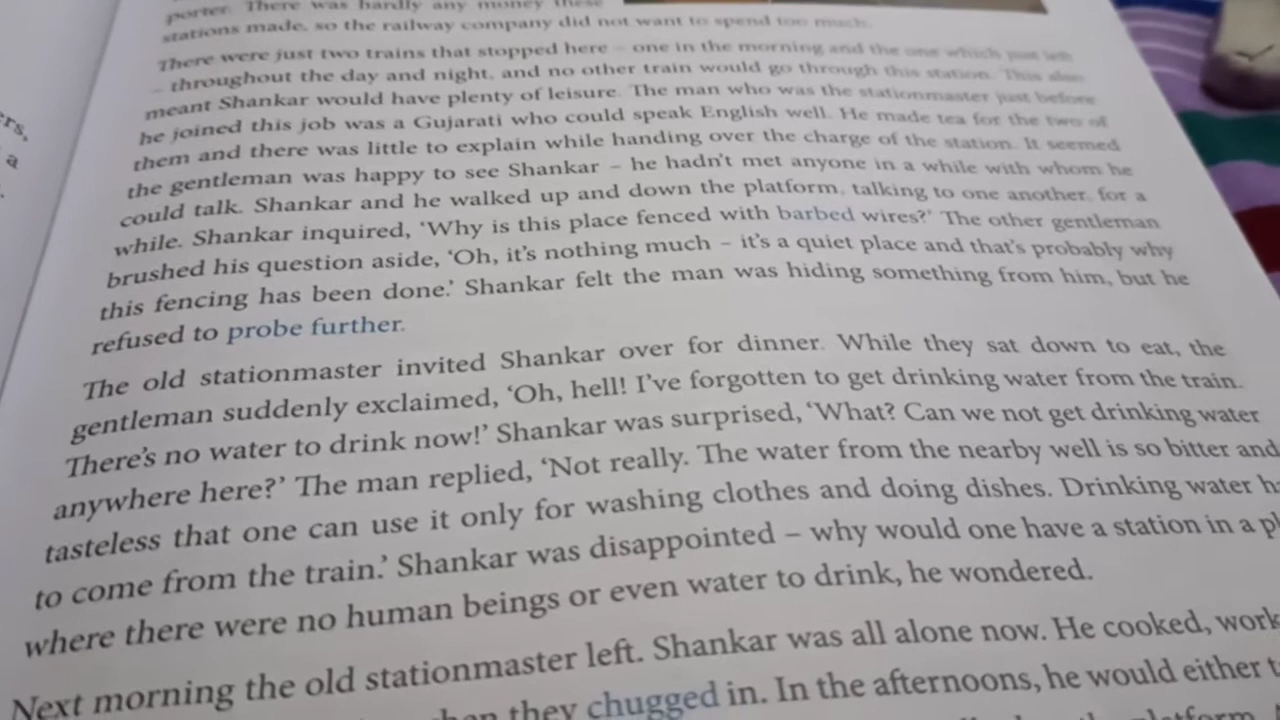 porter. There was hardly any money these
stations made, so the railway company did not want to spend too much.
There were just two trains that stopped here – one in the morning and the one which just left
– throughout the day and night, and no other train would go through this station. This also
meant Shankar would have plenty of leisure. The man who was the stationmaster just before
he joined this job was a Gujarati who could speak English well. He made tea for the two of
them and there was little to explain while handing over the charge of the station. It seemed
the gentleman was happy to see Shankar – he hadn't met anyone in a while with whom he
could talk. Shankar and he walked up and down the platform, talking to one another, for a
while. Shankar inquired, 'Why is this place fenced with barbed wires?' The other gentleman
brushed his question aside, 'Oh, it's nothing much – it's a quiet place and that's probably why
this fencing has been done.' Shankar felt the man was hiding something from him, but he
refused to probe further.
The old stationmaster invited Shankar over for dinner. While they sat down to eat, the
gentleman suddenly exclaimed, 'Oh, hell! I've forgotten to get drinking water from the train.
There's no water to drink now!' Shankar was surprised, 'What? Can we not get drinking water
anywhere here?' The man replied, 'Not really. The water from the nearby well is so bitter and
tasteless that one can use it only for washing clothes and doing dishes. Drinking water
to come from the train.' Shankar was disappointed – why would one have a station in a
where there were no human beings or even water to drink, he wondered.
Next morning the old stationmaster left. Shankar was all alone now. He cooked,
they chugged in. In the afternoons, he would either